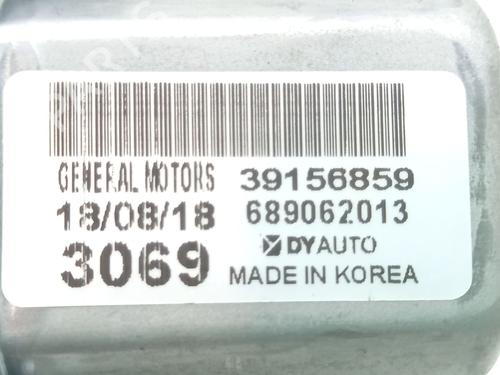 GENERAL MOTORS 39156859
18/08/18 689062013
3069 DYAUTO
MADE IN KOREA